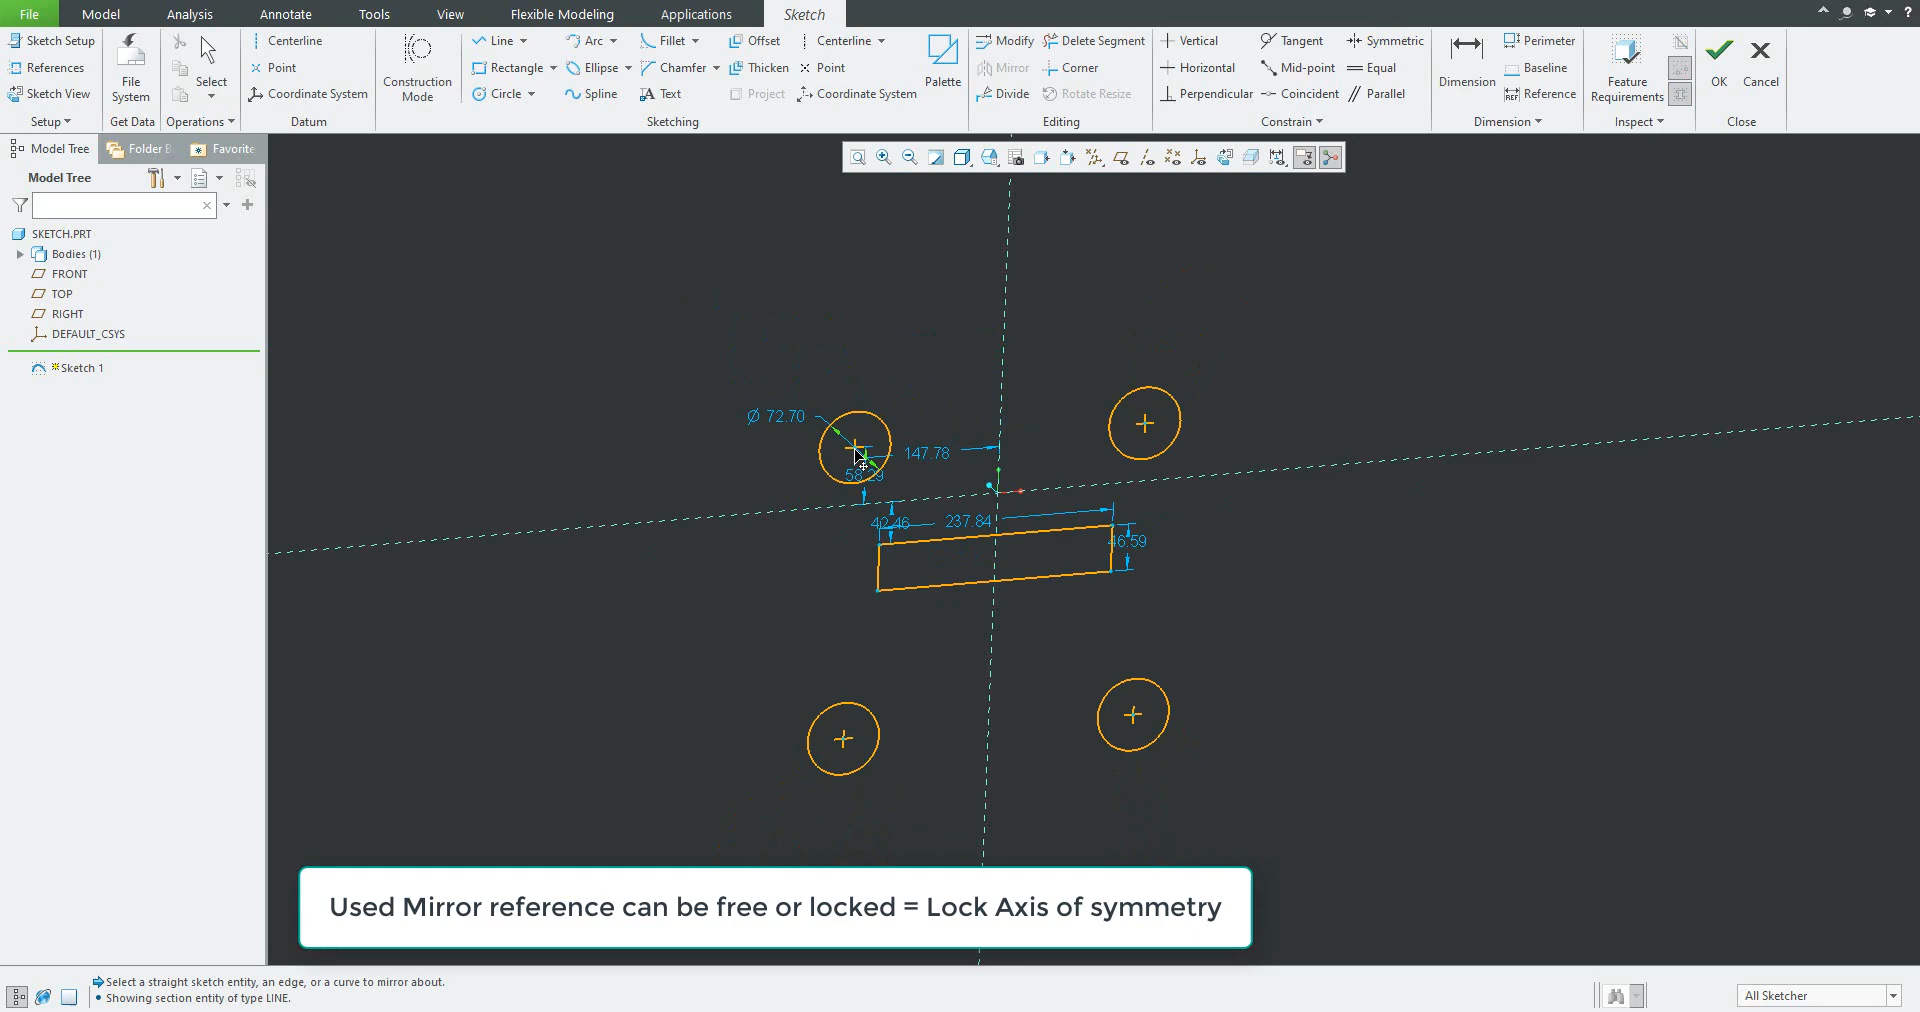 File Model Analysis Annotate Tools View Flexible Modeling Applications Sketch
Sketch Setup
References
Sketch View
Setup
File System
Get Data
Select
Operations
Centerline
Point
Coordinate System
Datum
Construction Mode
Line Arc Fillet Offset Centerline
Rectangle Ellipse Chamfer Thicken Point
Circle Spline Text Project Coordinate System
Palette
Sketching
Modify Delete Segment
Mirror Corner
Divide Rotate Resize
Editing
Vertical Tangent Symmetric
Horizontal Mid-point Equal
Perpendicular Coincident Parallel
Constrain
Dimension
Perimeter
Baseline
Reference
Dimension
Feature Requirements
Inspect
OK Cancel
Close
Model Tree Folder B Favorite
Model Tree
SKETCH.PRT
Bodies (1)
FRONT
TOP
RIGHT
DEFAULT_CSYS
Sketch 1
Ø 72.70
147.78
58.29
42.46
237.84
46.59
Used Mirror reference can be free or locked = Lock Axis of symmetry
Select a straight sketch entity, an edge, or a curve to mirror about.
• Showing section entity of type LINE.
All Sketcher